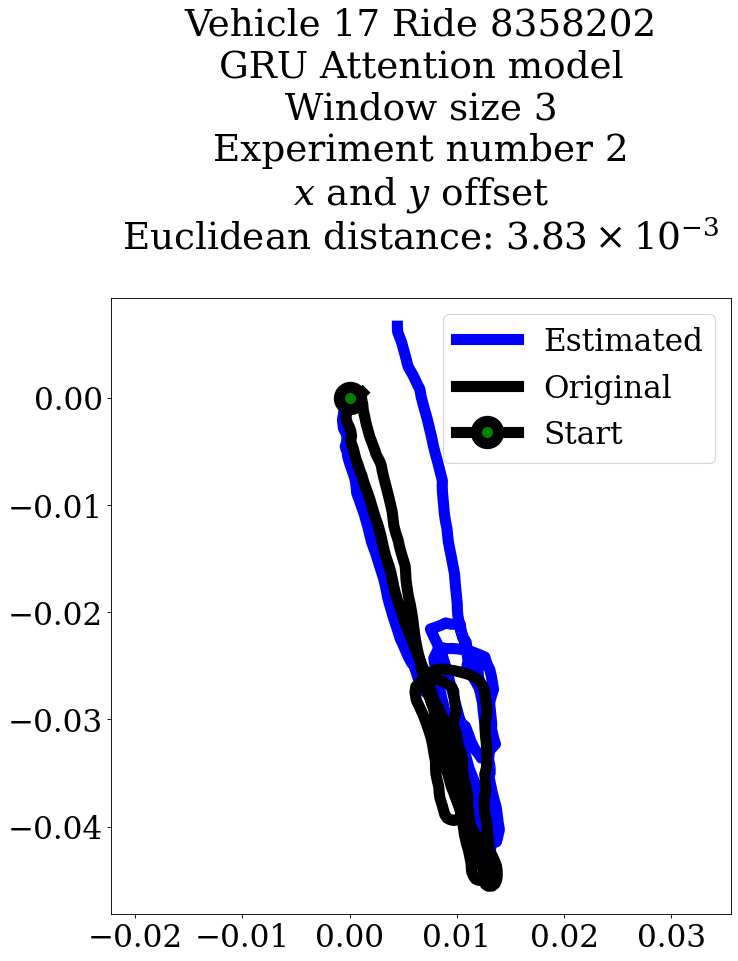 Vehicle 17 Ride 8358202
GRU Attention model
Window size 3
Experiment number 2
x and y offset
Euclidean distance: 3.83 × 10⁻³
Estimated
Original
Start
0.00
−0.01
−0.02
−0.03
−0.04
−0.02 −0.01 0.00 0.01 0.02 0.03